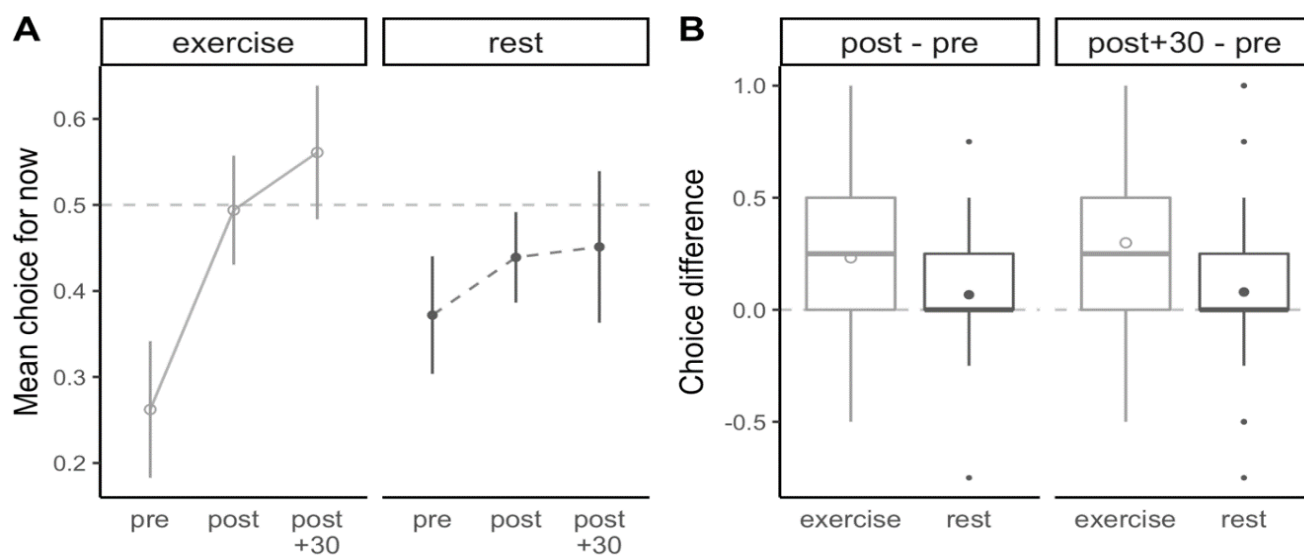 A
exercise
rest
Mean choice for now
0.6
0.5
0.4
0.3
0.2
pre
post
post
+30
pre
post
post
+30
B
post - pre
post+30 - pre
Choice difference
1.0
0.5
0.0
-0.5
exercise
rest
exercise
rest